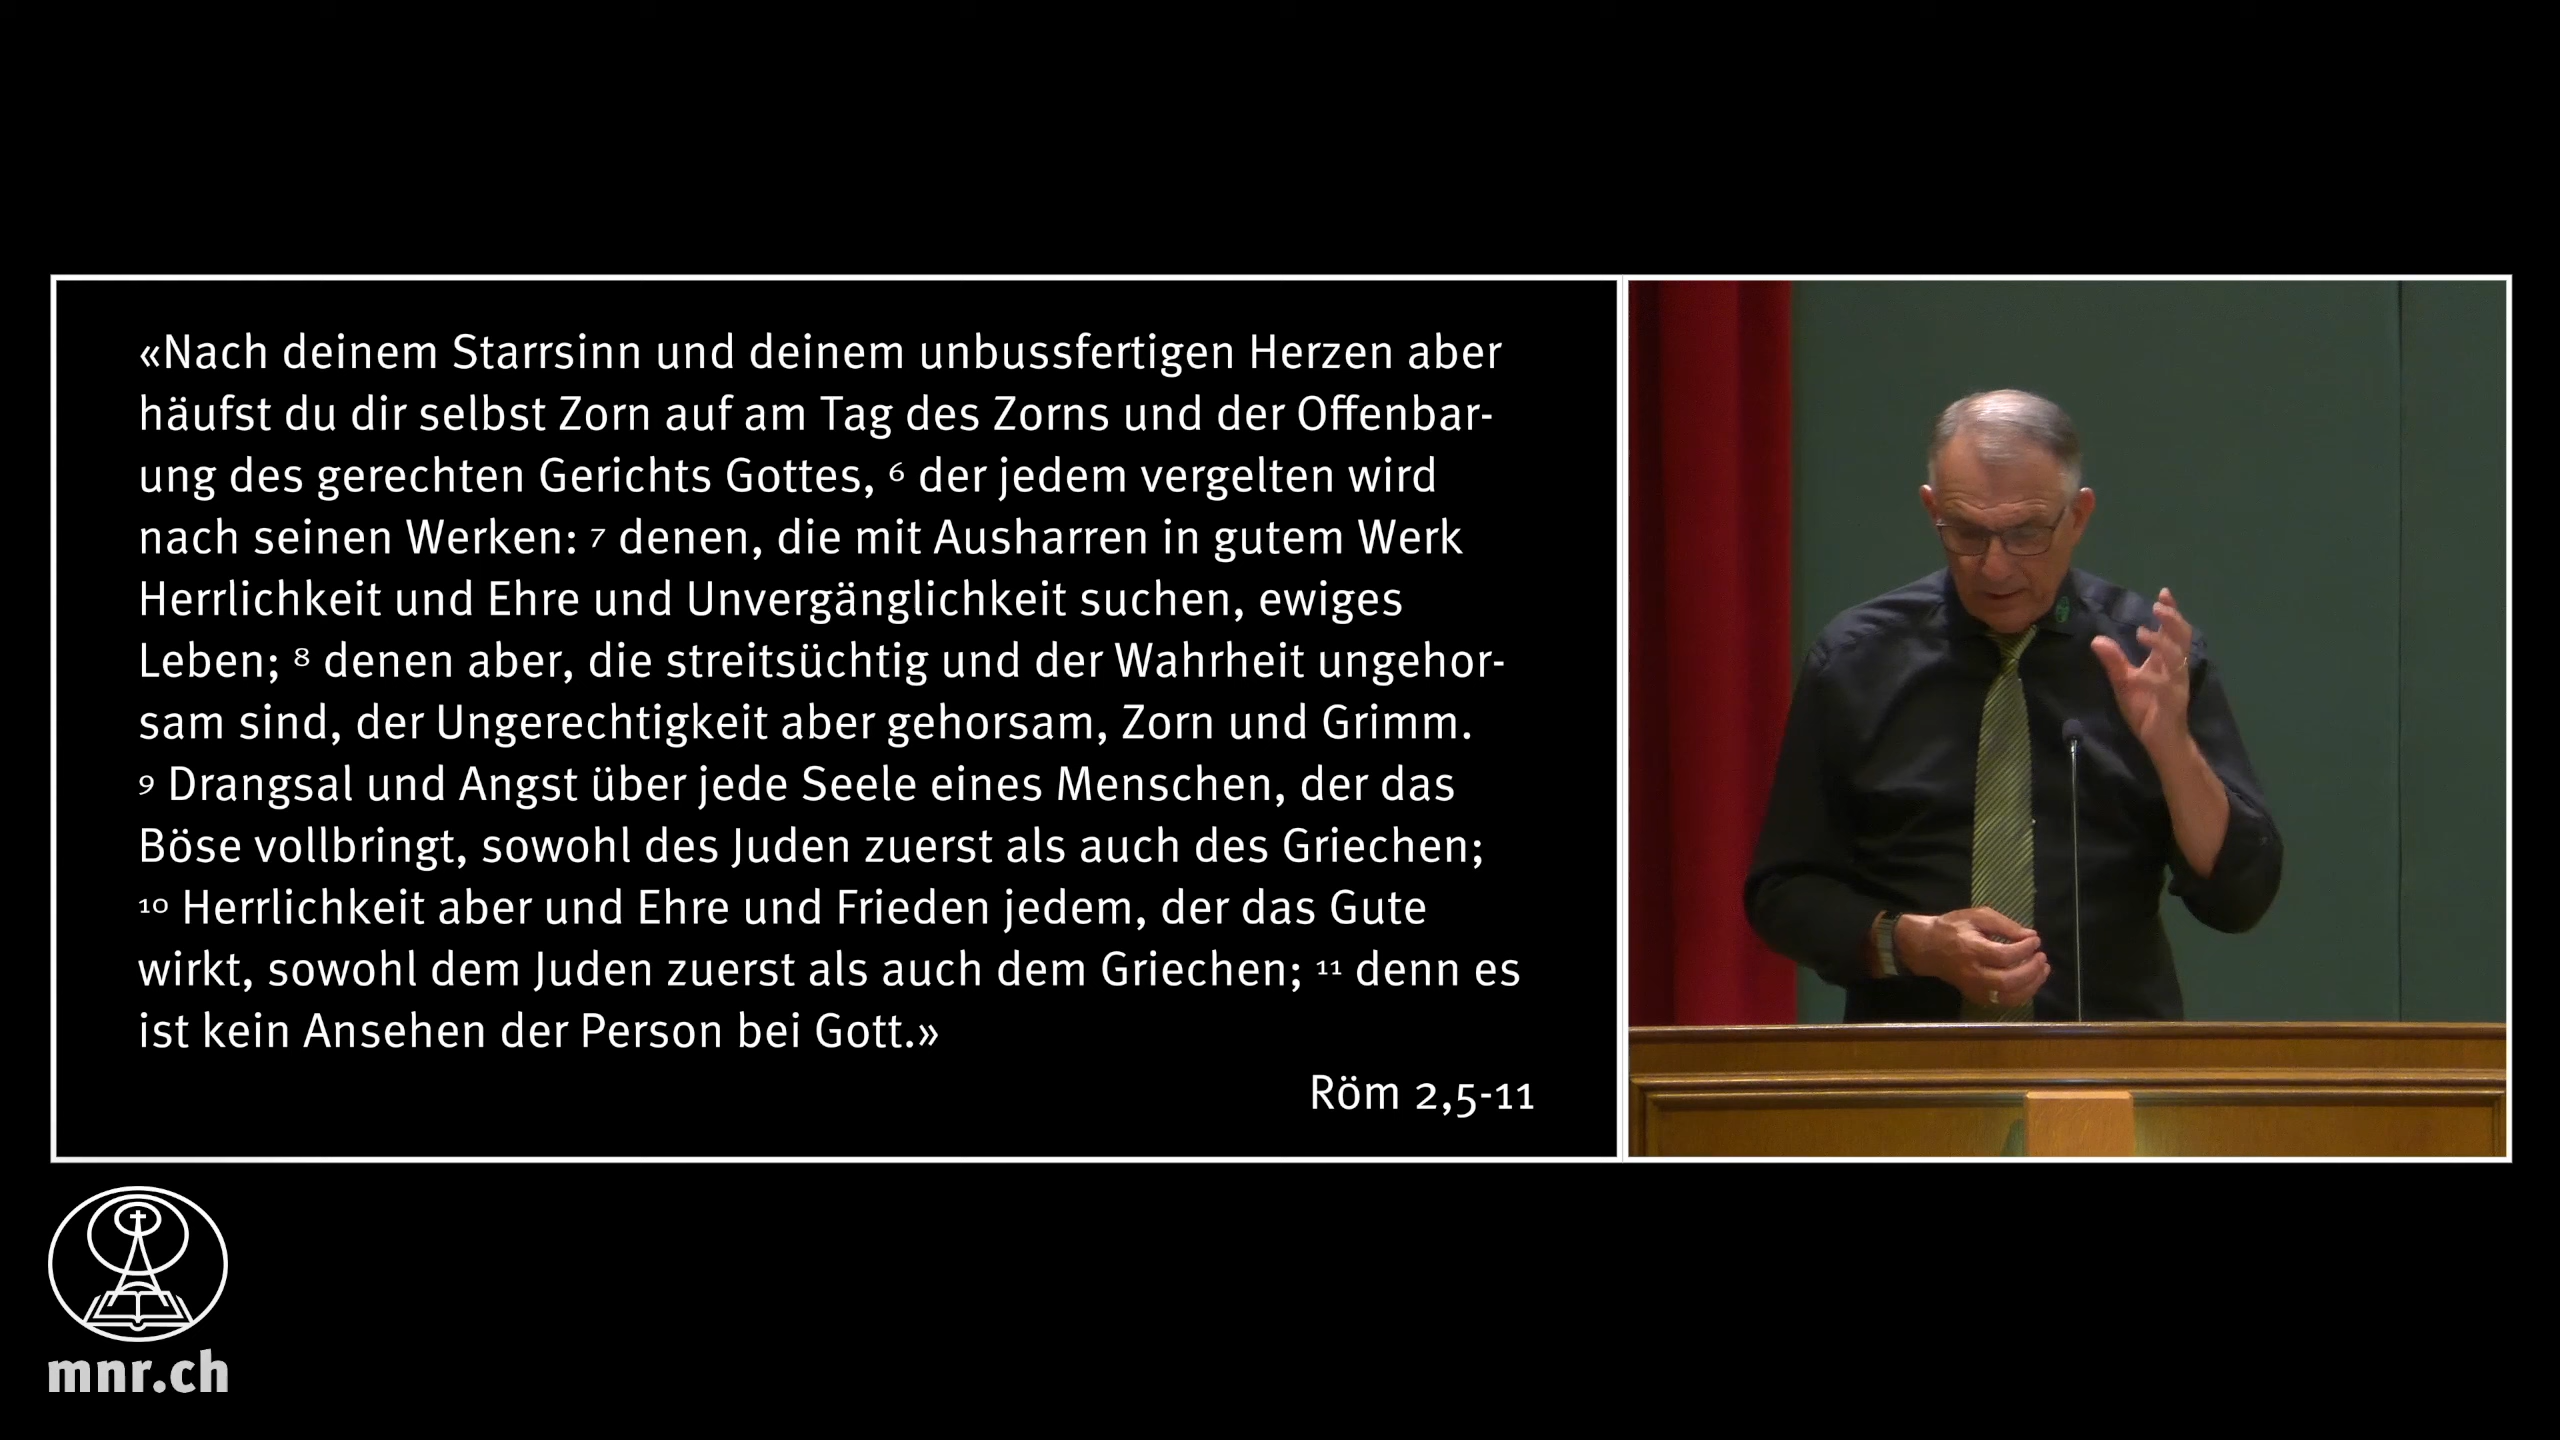 «Nach deinem Starrsinn und deinem unbussfertigen Herzen aber
häufst du dir selbst Zorn auf am Tag des Zorns und der Offenbar-
ung des gerechten Gerichts Gottes, 6 der jedem vergelten wird
nach seinen Werken: 7 denen, die mit Ausharren in gutem Werk
Herrlichkeit und Ehre und Unvergänglichkeit suchen, ewiges
Leben; 8 denen aber, die streitsüchtig und der Wahrheit ungehor-
sam sind, der Ungerechtigkeit aber gehorsam, Zorn und Grimm.
9 Drangsal und Angst über jede Seele eines Menschen, der das
Böse vollbringt, sowohl des Juden zuerst als auch des Griechen;
10 Herrlichkeit aber und Ehre und Frieden jedem, der das Gute
wirkt, sowohl dem Juden zuerst als auch dem Griechen; 11 denn es
ist kein Ansehen der Person bei Gott.»
Röm 2,5-11
mnr.ch